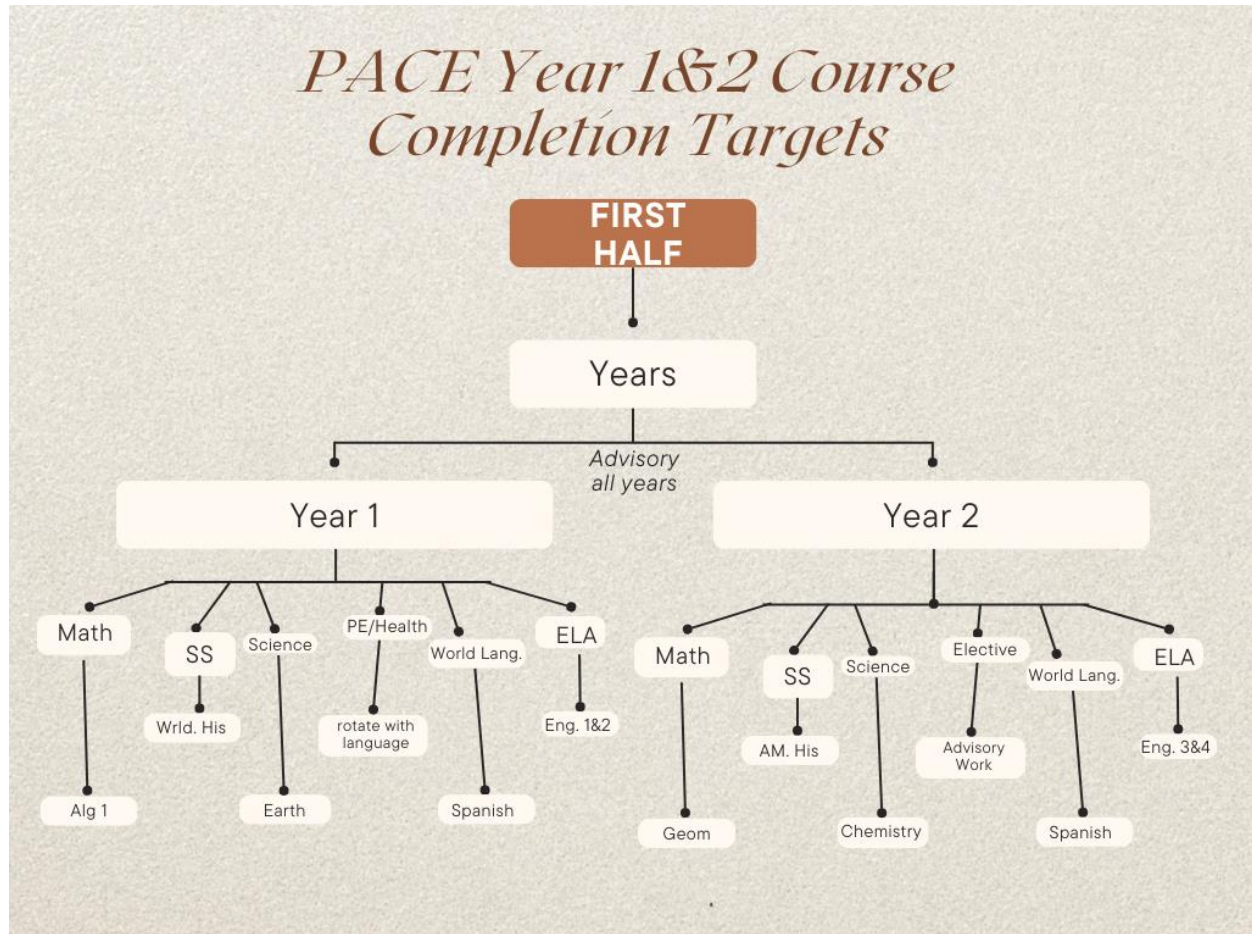 PACE Year 1&2 Course
Completion Targets
FIRST
HALF
Years
Advisory
all years
Year 1
Year 2
Math
SS
Science
PE/Health
World Lang.
ELA
Wrld. His
rotate with
language
Eng. 1&2
Alg 1
Earth
Spanish
Math
SS
Science
Elective
World Lang.
ELA
AM. His
Advisory
Work
Eng. 3&4
Geom
Chemistry
Spanish